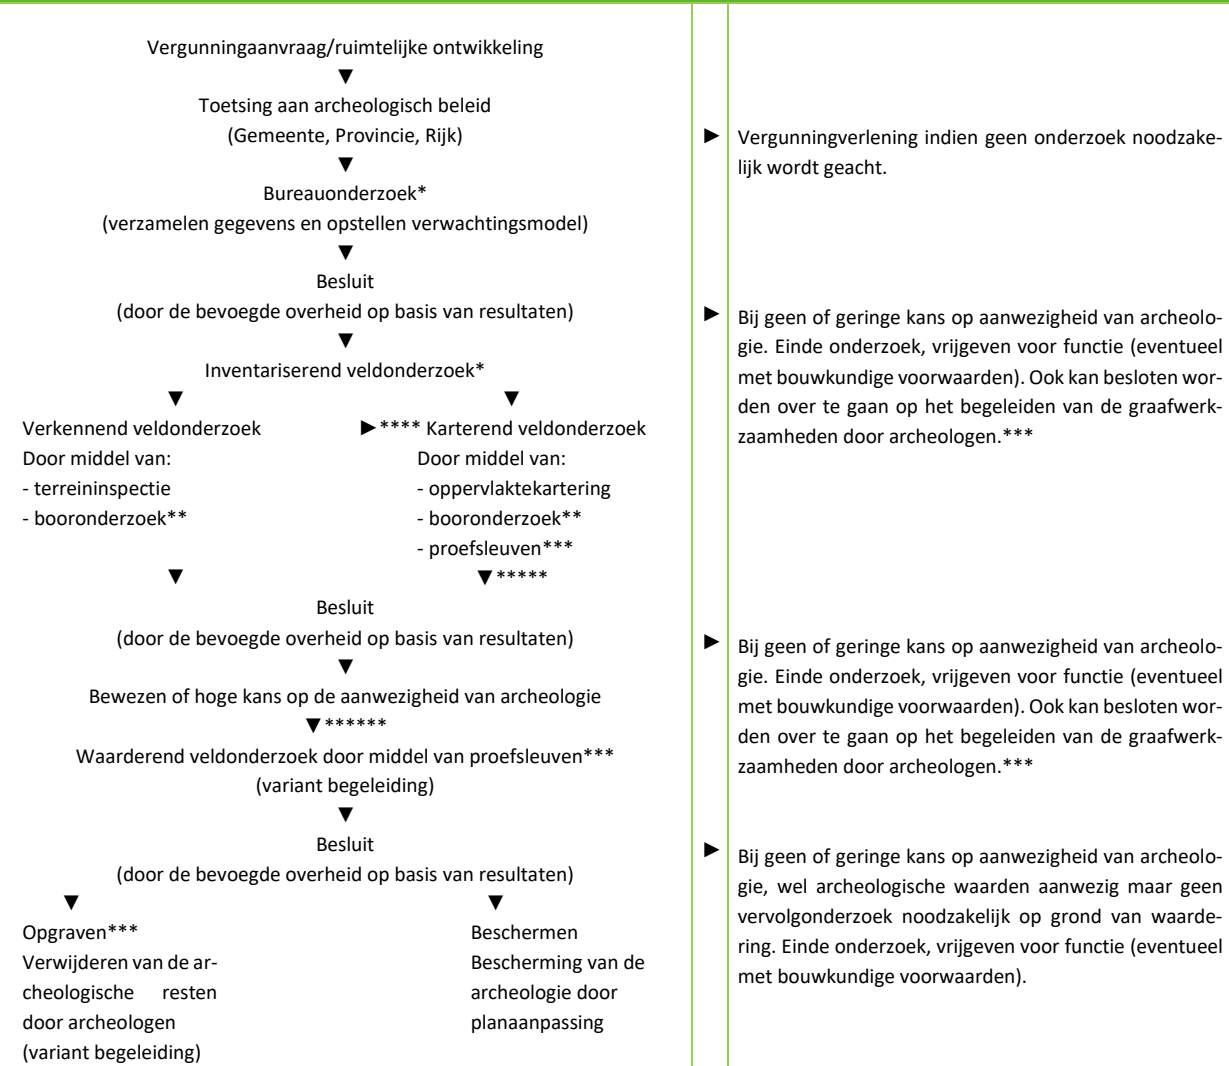 Vergunningaanvraag/ruimtelijke ontwikkeling
▼
Toetsing aan archeologisch beleid
(Gemeente, Provincie, Rijk)
▼
Bureauonderzoek*
(verzamelen gegevens en opstellen verwachtingsmodel)
▼
Besluit
(door de bevoegde overheid op basis van resultaten)
▼
Inventariserend veldonderzoek*
▼ ▼
Verkennend veldonderzoek
Door middel van:
- terreininspectie
- booronderzoek**
▼
►**** Karterend veldonderzoek
Door middel van:
- oppervlaktekartering
- booronderzoek**
- proefsleuven***
▼*****
Besluit
(door de bevoegde overheid op basis van resultaten)
▼
Bewezen of hoge kans op de aanwezigheid van archeologie
▼******
Waarderend veldonderzoek door middel van proefsleuven***
(variant begeleiding)
▼
Besluit
(door de bevoegde overheid op basis van resultaten)
▼ ▼
Opgraven***
Verwijderen van de ar-
cheologische resten
door archeologen
(variant begeleiding)
Beschermen
Bescherming van de
archeologie door
planaanpassing
► Vergunningverlening indien geen onderzoek noodzake-
lijk wordt geacht.
► Bij geen of geringe kans op aanwezigheid van archeolo-
gie. Einde onderzoek, vrijgeven voor functie (eventueel
met bouwkundige voorwaarden). Ook kan besloten wor-
den over te gaan op het begeleiden van de graafwerk-
zaamheden door archeologen.***
► Bij geen of geringe kans op aanwezigheid van archeolo-
gie. Einde onderzoek, vrijgeven voor functie (eventueel
met bouwkundige voorwaarden). Ook kan besloten wor-
den over te gaan op het begeleiden van de graafwerk-
zaamheden door archeologen.***
► Bij geen of geringe kans op aanwezigheid van archeolo-
gie, wel archeologische waarden aanwezig maar geen
vervolgonderzoek noodzakelijk op grond van waarde-
ring. Einde onderzoek, vrijgeven voor functie (eventueel
met bouwkundige voorwaarden).